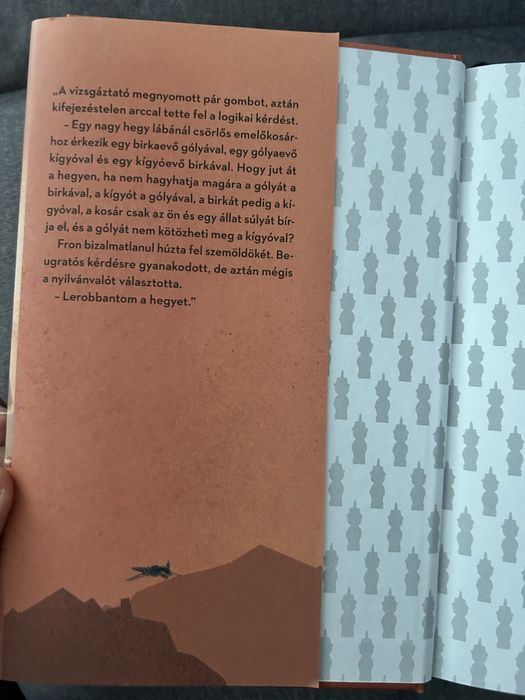 „A vizsgáztató megnyomott pár gombot, aztán
kifejezéstelen arccal tette fel a logikai kérdést.
– Egy nagy hegy lábánál csörlős emelőkosár-
hoz érkezik egy birkaevő gólyával, egy gólyaevő
kígyóval és egy kígyóevő birkával. Hogy jut át
a hegyen, ha nem hagyhatja magára a gólyát a
birkával, a kígyót a gólyával, a birkát pedig a kí-
gyóval, a kosár csak az ön és egy állat súlyát bír-
ja el, és a gólyát nem kötözheti meg a kígyóval?
Fron bizalmatlanul húzta fel szemöldökét. Be-
ugratós kérdésre gyanakodott, de aztán mégis
a nyilvánvalót választotta.
– Lerobbantom a hegyet.”